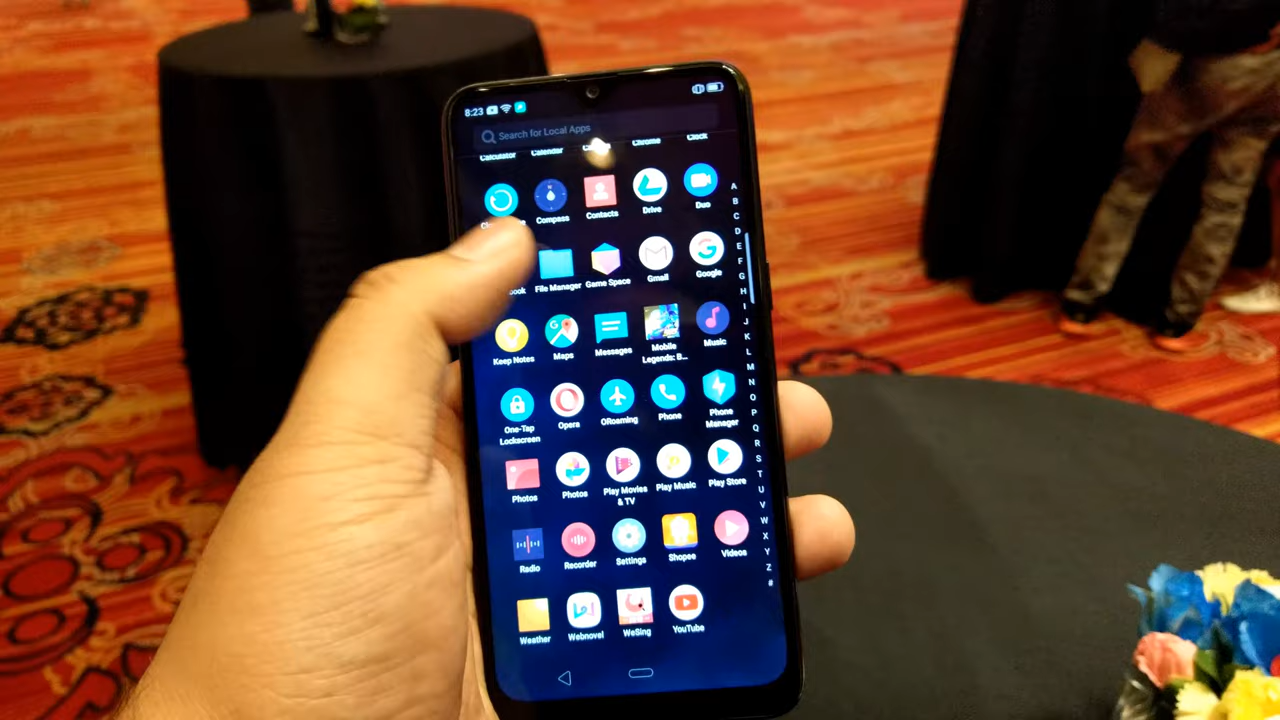 8:23
Search for Local Apps
Calculator Calendar Chrome Clock
Compass Contacts Drive Duo
File Manager Game Space Gmail Google
Keep Notes Maps Messages Mobile Legends: B... Music
One-Tap Lockscreen Opera ORoaming Phone Phone Manager
Photos Photos Play Movies & TV Play Music Play Store
Radio Recorder Settings Shopee Videos
Weather Webnovel WeSing YouTube
A
B
C
D
E
F
G
H
I
J
K
L
M
N
O
P
Q
R
S
T
U
V
W
X
Y
Z
#